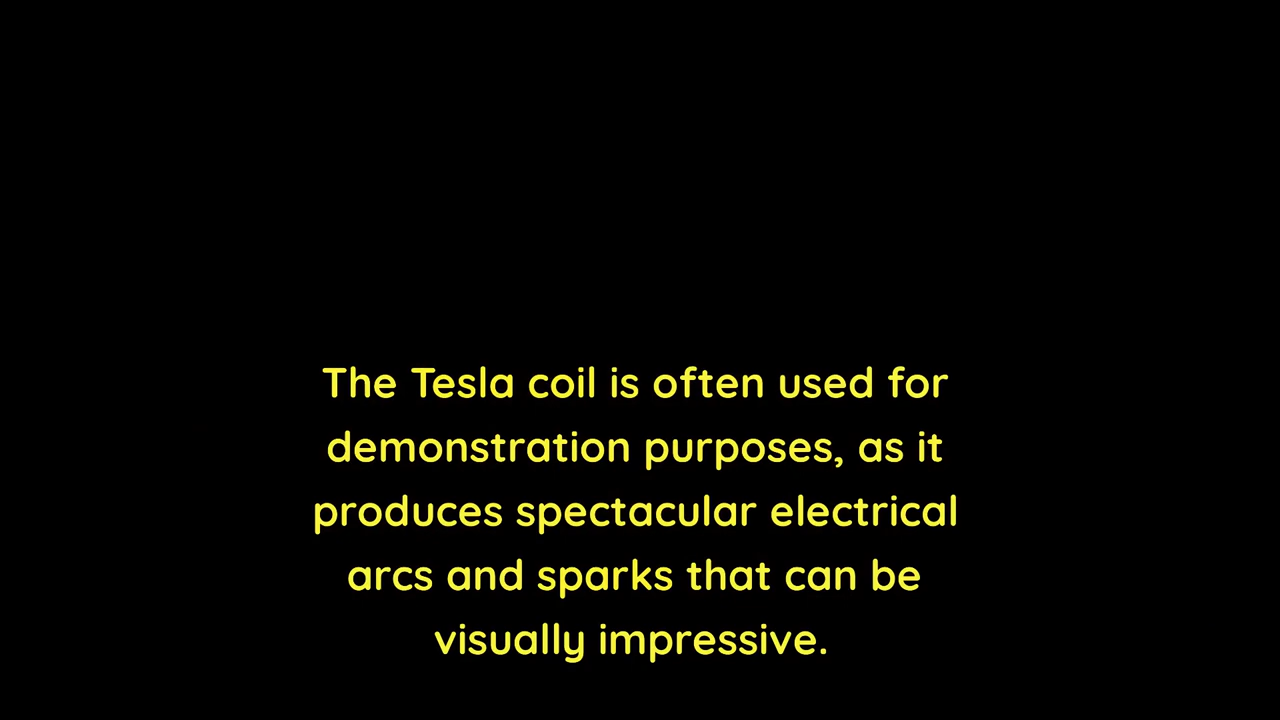 The Tesla coil is often used for
demonstration purposes, as it
produces spectacular electrical
arcs and sparks that can be
visually impressive.